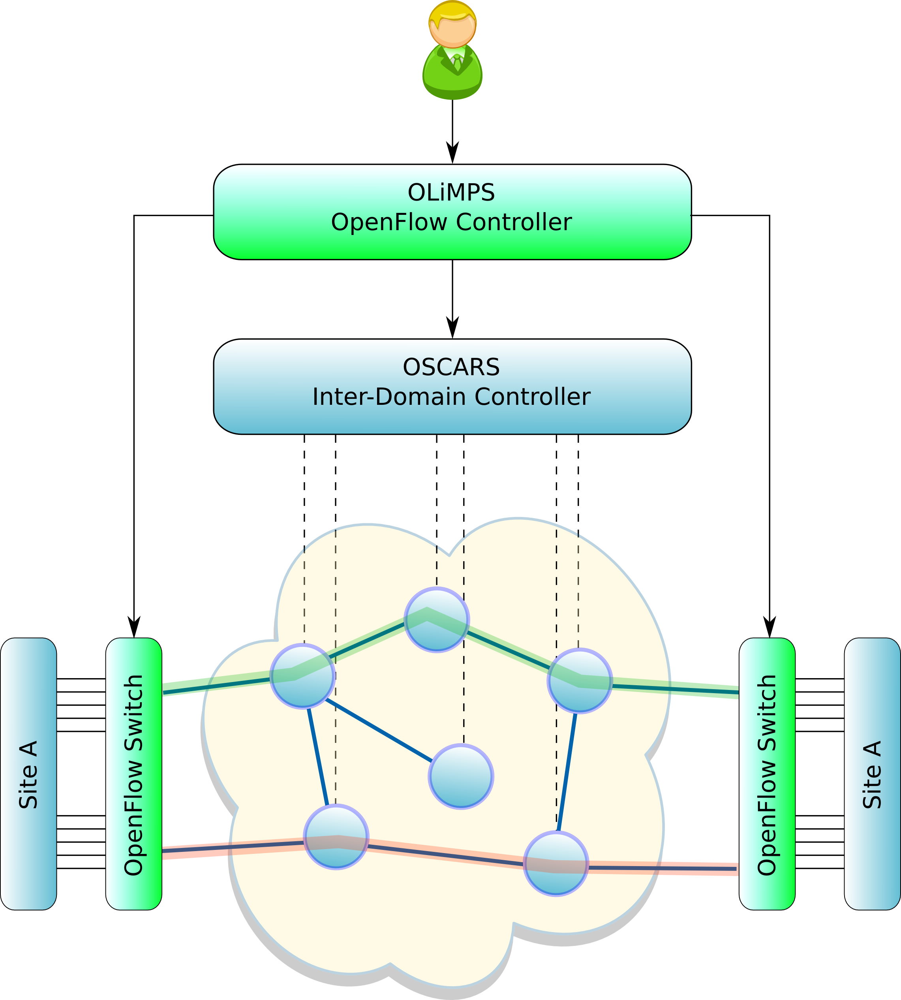 OLiMPS
OpenFlow Controller
OSCARS
Inter-Domain Controller
Site A
OpenFlow Switch
OpenFlow Switch
Site A